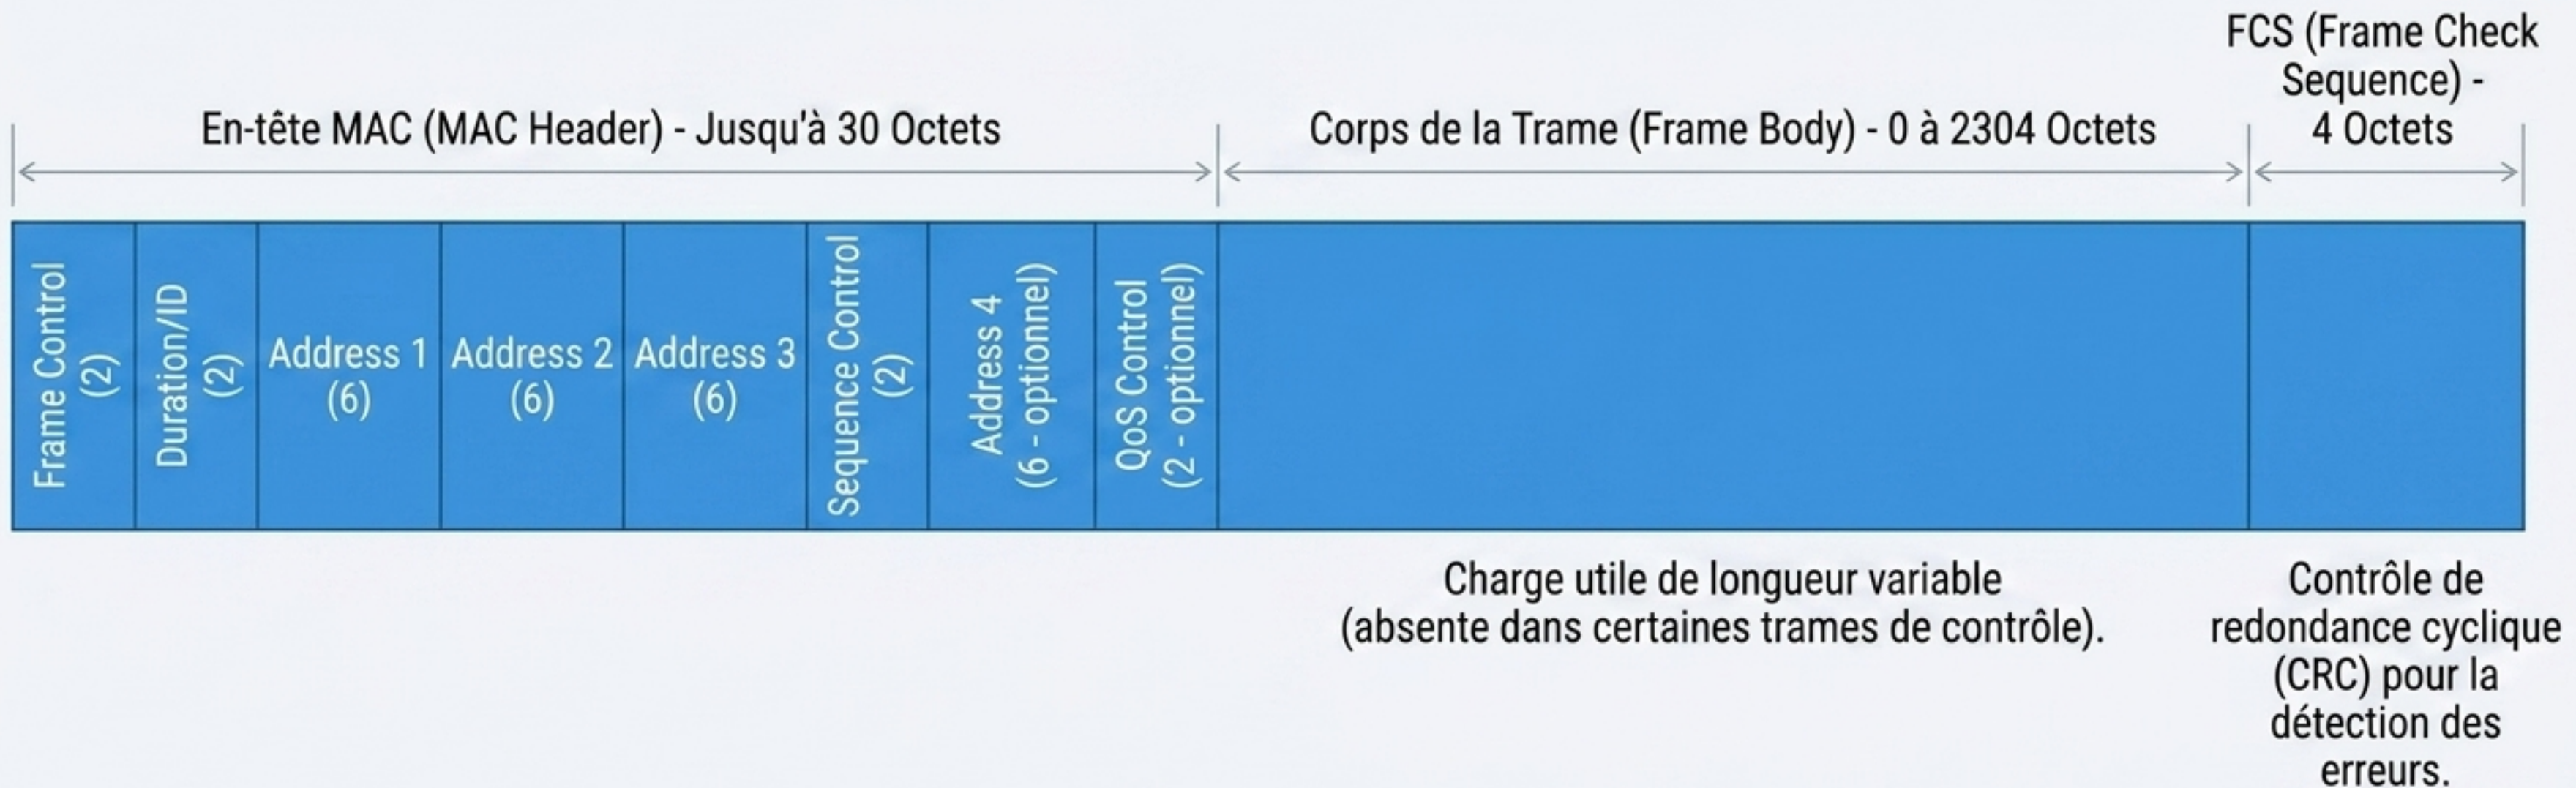 En-tête MAC (MAC Header) - Jusqu'à 30 Octets
Corps de la Trame (Frame Body) - 0 à 2304 Octets
FCS (Frame Check
Sequence) -
4 Octets
Frame Control
(2)
Duration/ID
(2)
Address 1
(6)
Address 2
(6)
Address 3
(6)
Sequence Control
(2)
Address 4
(6 - optionnel)
QoS Control
(2 - optionnel)
Charge utile de longueur variable
(absente dans certaines trames de contrôle).
Contrôle de
redondance cyclique
(CRC) pour la
détection des
erreurs.